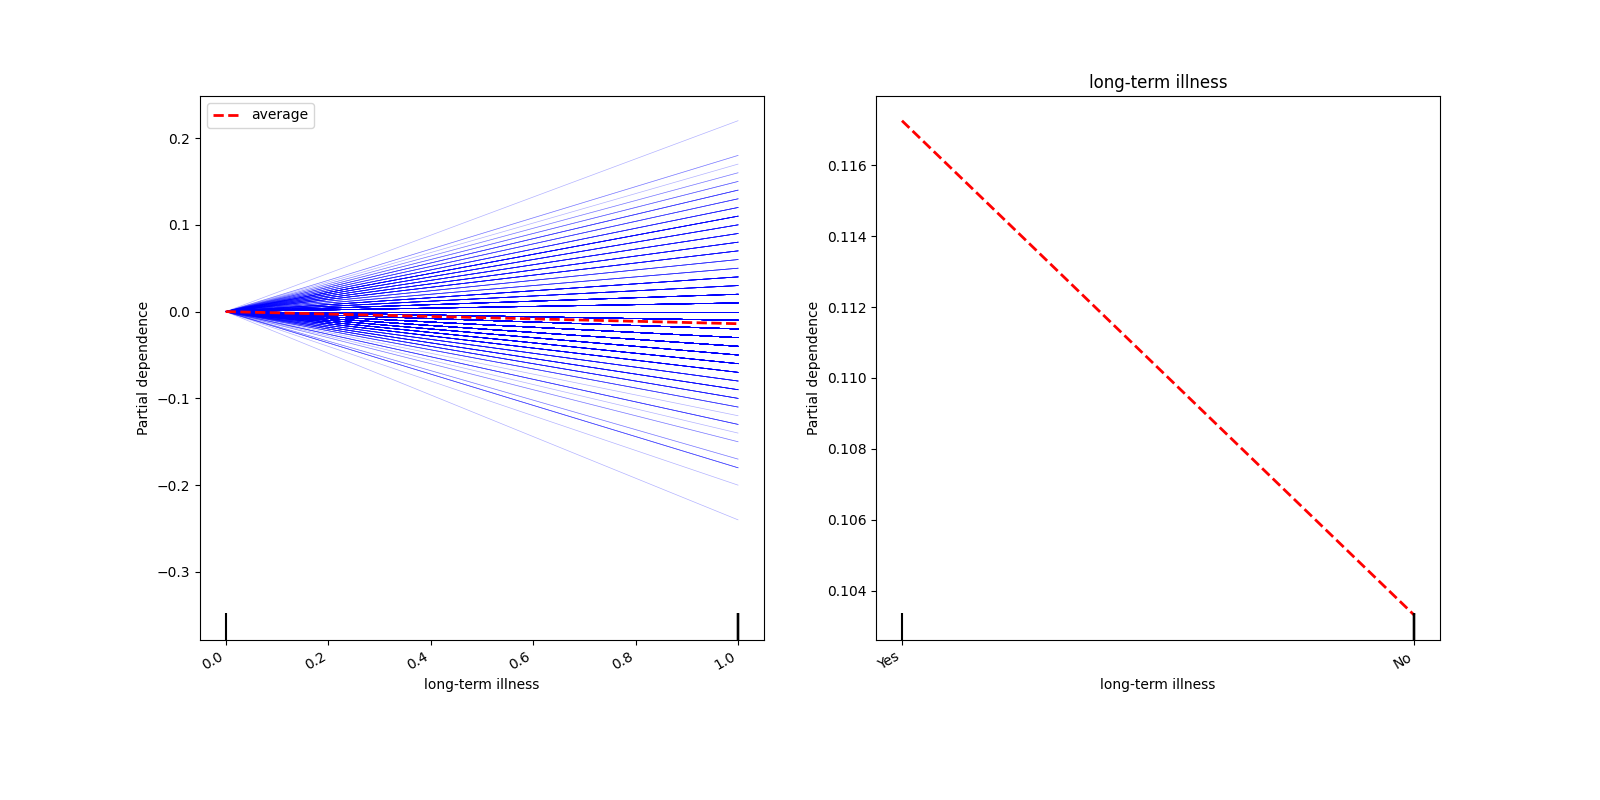 average
0.2
0.1
0.0
−0.1
−0.2
−0.3
Partial dependence
0.0 0.2 0.4 0.6 0.8 1.0
long-term illness
long-term illness
0.116
0.114
0.112
0.110
0.108
0.106
0.104
Partial dependence
Yes No
long-term illness